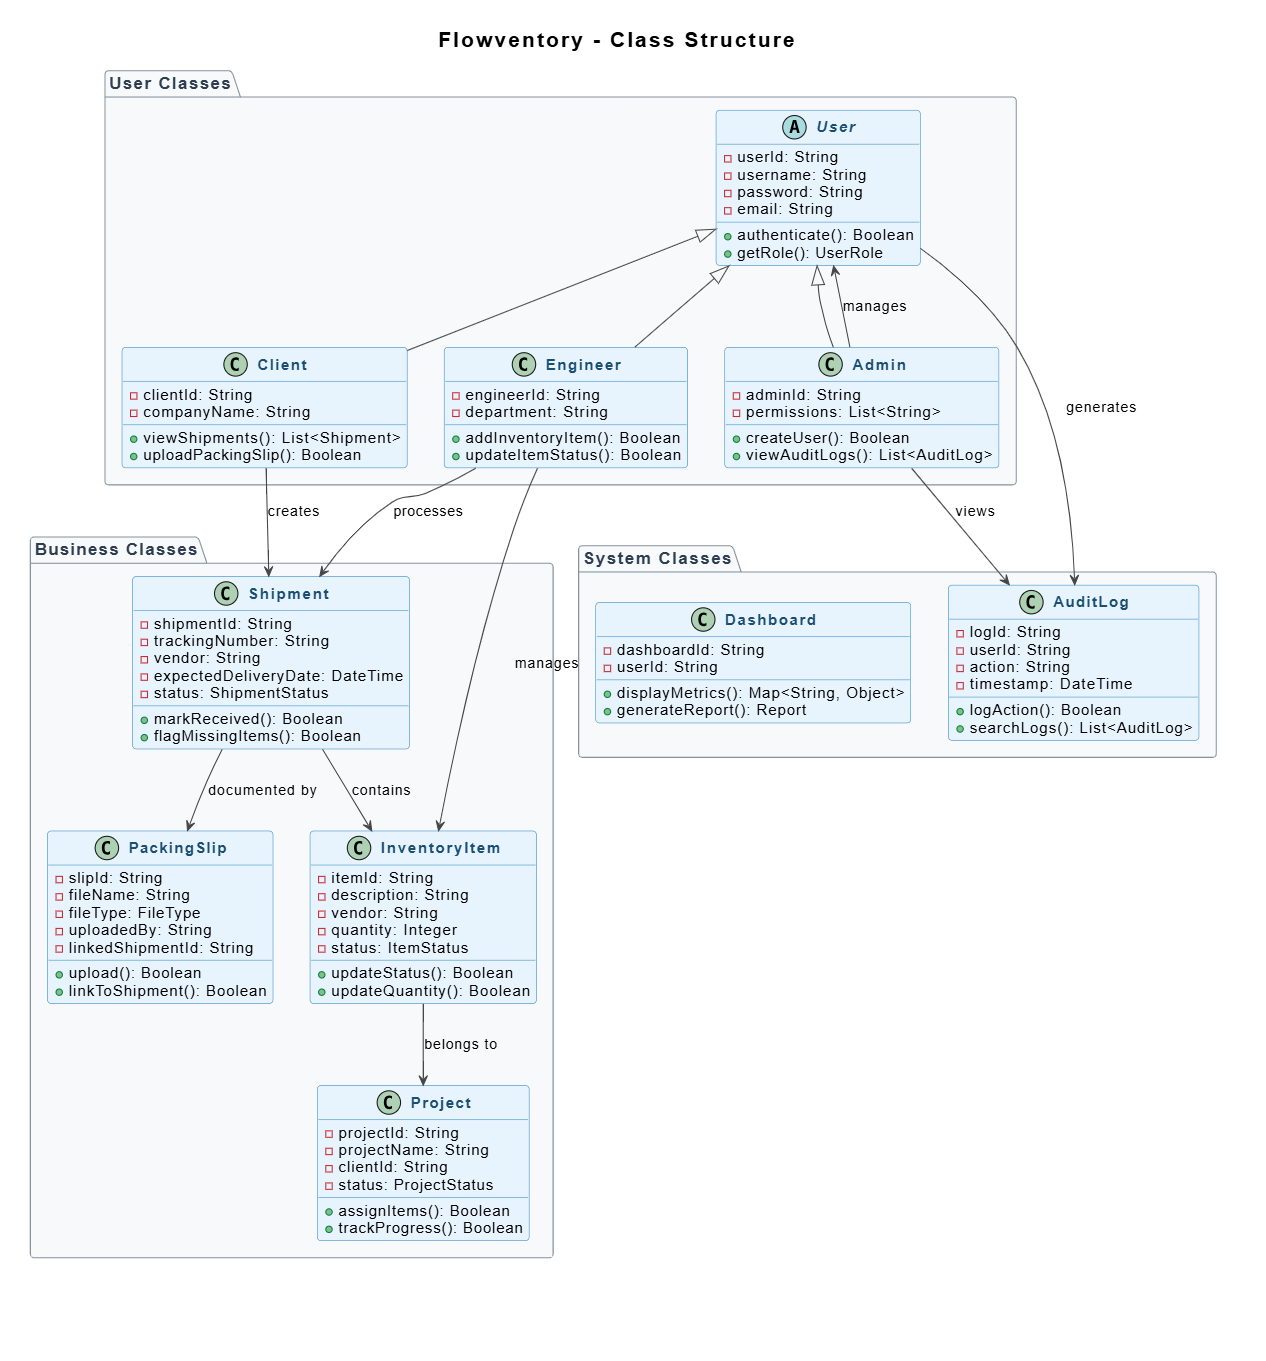 Flowventory - Class Structure
User Classes
A User
userId: String
username: String
password: String
email: String
authenticate(): Boolean
getRole(): UserRole
manages
generates
C Client
clientId: String
companyName: String
viewShipments(): List<Shipment>
uploadPackingSlip(): Boolean
C Engineer
engineerId: String
department: String
addInventoryItem(): Boolean
updateItemStatus(): Boolean
C Admin
adminId: String
permissions: List<String>
createUser(): Boolean
viewAuditLogs(): List<AuditLog>
creates
processes
views
Business Classes
C Shipment
shipmentId: String
trackingNumber: String
vendor: String
expectedDeliveryDate: DateTime
status: ShipmentStatus
markReceived(): Boolean
flagMissingItems(): Boolean
manages
System Classes
C Dashboard
dashboardId: String
userId: String
displayMetrics(): Map<String, Object>
generateReport(): Report
C AuditLog
logId: String
userId: String
action: String
timestamp: DateTime
logAction(): Boolean
searchLogs(): List<AuditLog>
documented by
contains
C PackingSlip
slipId: String
fileName: String
fileType: FileType
uploadedBy: String
linkedShipmentId: String
upload(): Boolean
linkToShipment(): Boolean
C InventoryItem
itemId: String
description: String
vendor: String
quantity: Integer
status: ItemStatus
updateStatus(): Boolean
updateQuantity(): Boolean
belongs to
C Project
projectId: String
projectName: String
clientId: String
status: ProjectStatus
assignItems(): Boolean
trackProgress(): Boolean